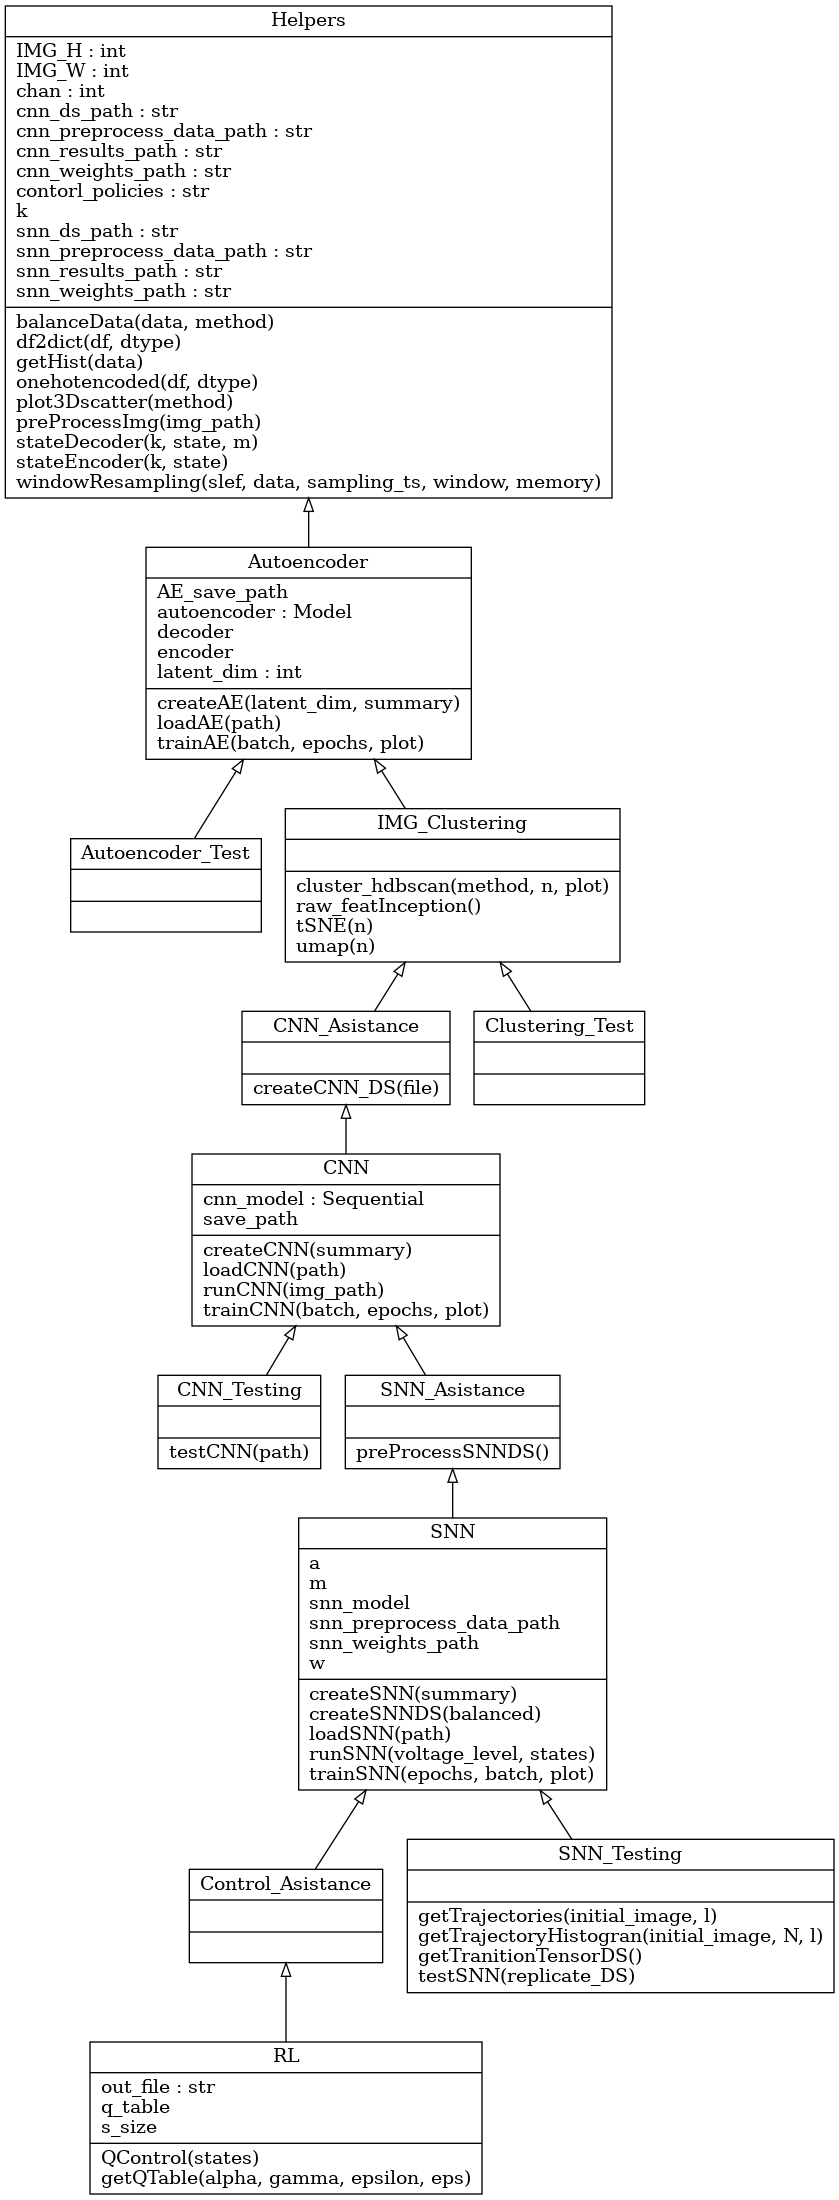 Helpers
IMG_H : int
IMG_W : int
chan : int
cnn_ds_path : str
cnn_preprocess_data_path : str
cnn_results_path : str
cnn_weights_path : str
contorl_policies : str
k
snn_ds_path : str
snn_preprocess_data_path : str
snn_results_path : str
snn_weights_path : str
balanceData(data, method)
df2dict(df, dtype)
getHist(data)
onehotencoded(df, dtype)
plot3Dscatter(method)
preProcessImg(img_path)
stateDecoder(k, state, m)
stateEncoder(k, state)
windowResampling(slef, data, sampling_ts, window, memory)
Autoencoder
AE_save_path
autoencoder : Model
decoder
encoder
latent_dim : int
createAE(latent_dim, summary)
loadAE(path)
trainAE(batch, epochs, plot)
Autoencoder_Test
IMG_Clustering
cluster_hdbscan(method, n, plot)
raw_featInception()
tSNE(n)
umap(n)
CNN_Asistance
createCNN_DS(file)
Clustering_Test
CNN
cnn_model : Sequential
save_path
createCNN(summary)
loadCNN(path)
runCNN(img_path)
trainCNN(batch, epochs, plot)
CNN_Testing
testCNN(path)
SNN_Asistance
preProcessSNNDS()
SNN
a
m
snn_model
snn_preprocess_data_path
snn_weights_path
w
createSNN(summary)
createSNNDS(balanced)
loadSNN(path)
runSNN(voltage_level, states)
trainSNN(epochs, batch, plot)
Control_Asistance
SNN_Testing
getTrajectories(initial_image, l)
getTrajectoryHistogran(initial_image, N, l)
getTranitionTensorDS()
testSNN(replicate_DS)
RL
out_file : str
q_table
s_size
QControl(states)
getQTable(alpha, gamma, epsilon, eps)